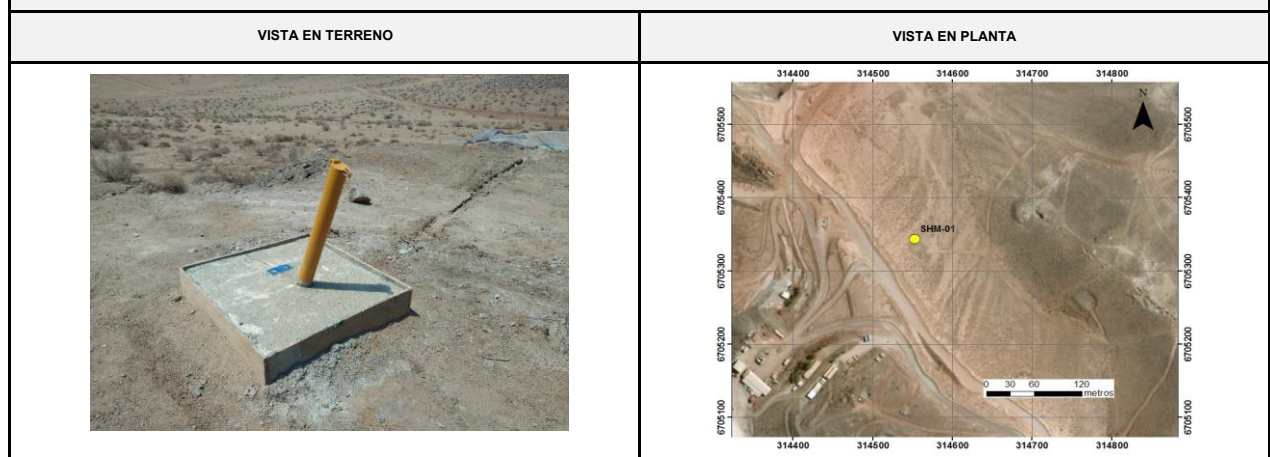 VISTA EN TERRENO
VISTA EN PLANTA
314400 314500 314600 314700 314800
N
6705500 6705500
6705400 6705400
SHM-01
6705300 6705300
6705200 6705200
0 30 60 120
metros
6705100 6705100
314400 314500 314600 314700 314800